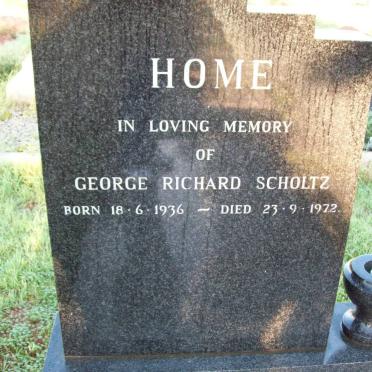 HOME
IN LOVING MEMORY
OF
GEORGE RICHARD SCHOLTZ
BORN 18·6·1936 — DIED 23·9·1972.